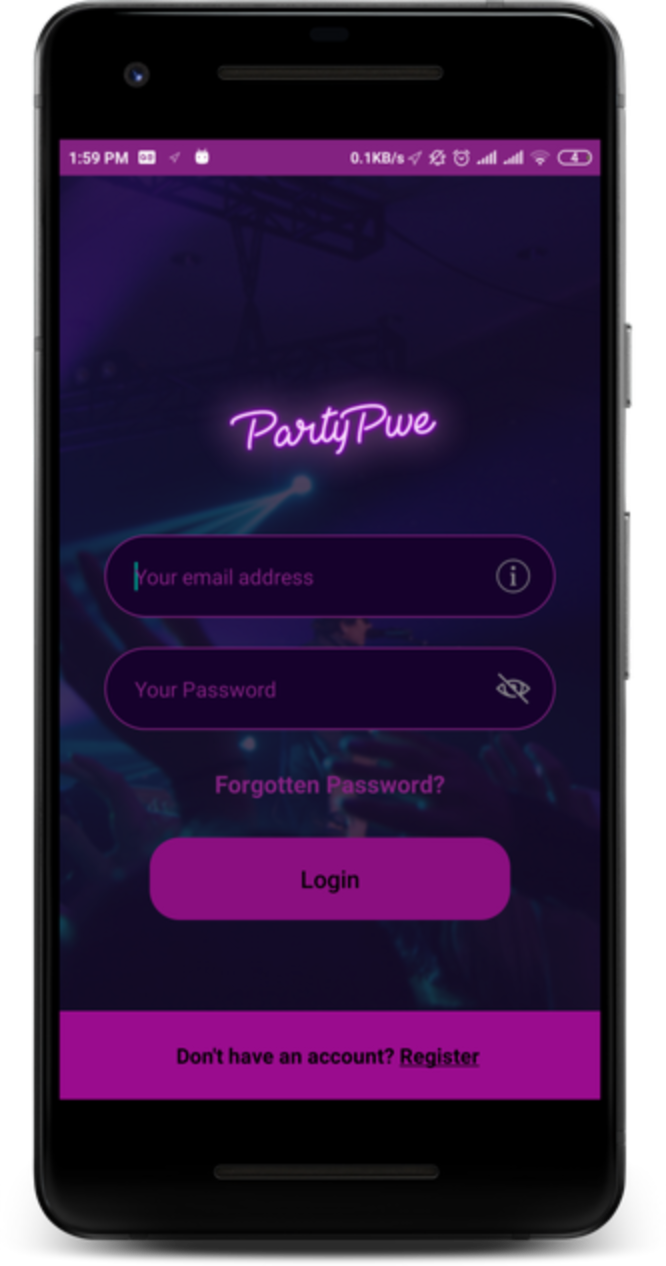 1:59 PM 0.1KB/s 4
PartyPwe
Your email address
Your Password
Forgotten Password?
Login
Don't have an account? Register